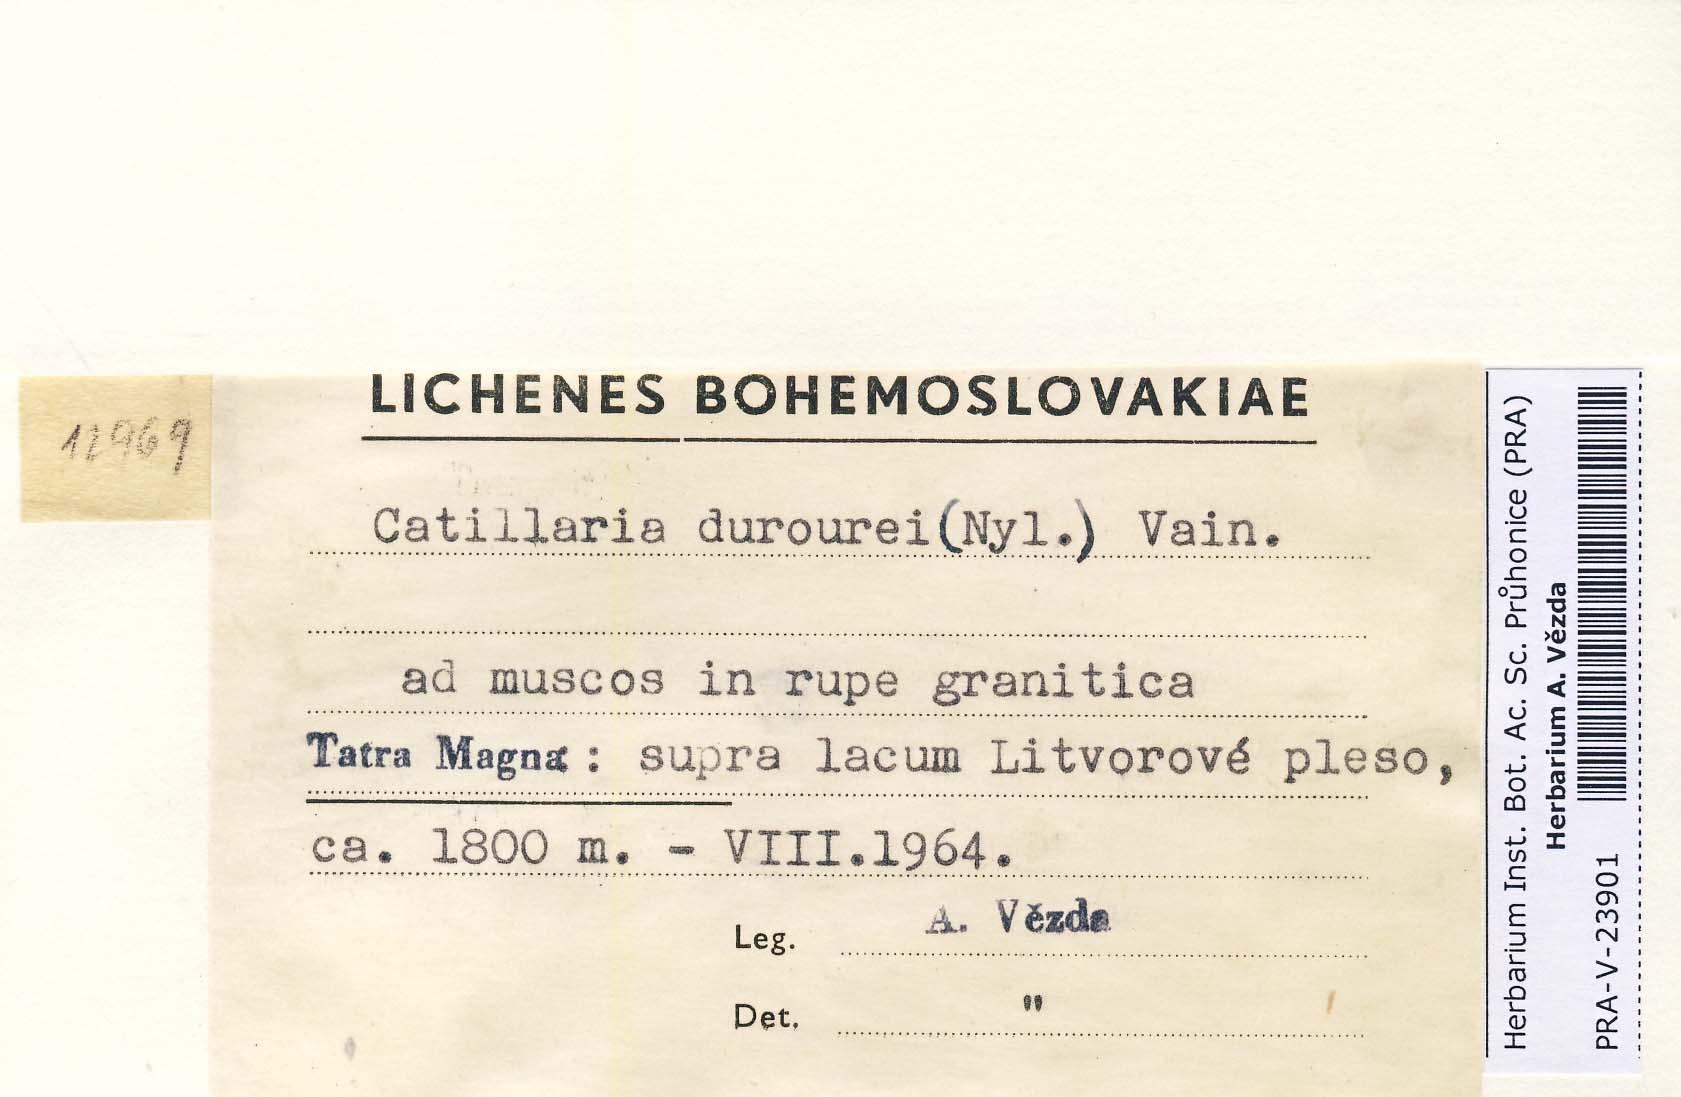 LICHENES BOHEMOSLOVAKIAE
12969
Catillaria durourei (Nyl.) Vain.
ad muscos in rupe granitica
Tatra Magna: supra lacum Litvorové pleso,
ca. 1800 m. - VIII.1964.
Leg. A. Vězda
Det. "
Herbarium Inst. Bot. Ac. Sc. Průhonice (PRA)
Herbarium A. Vězda
PRA-V-23901